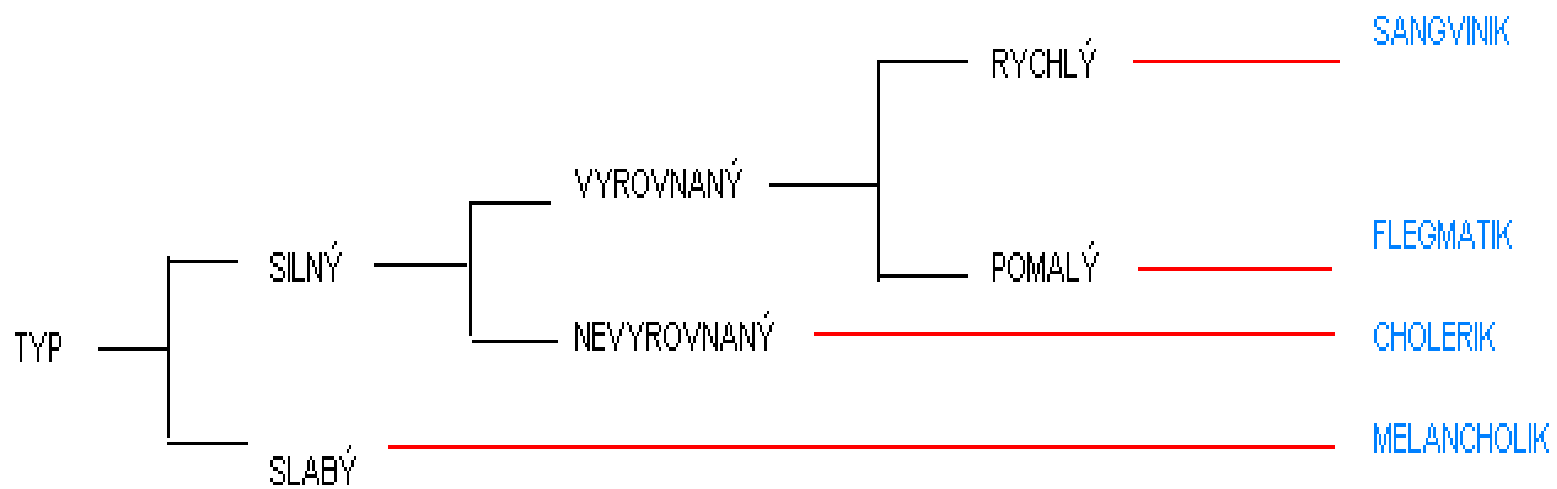 SANGVINIK
RYCHLÝ
VYROVNANÝ
FLEGMATIK
SILNÝ
POMALÝ
NEVYROVNANÝ
CHOLERIK
TYP
MELANCHOLIK
SLABÝ